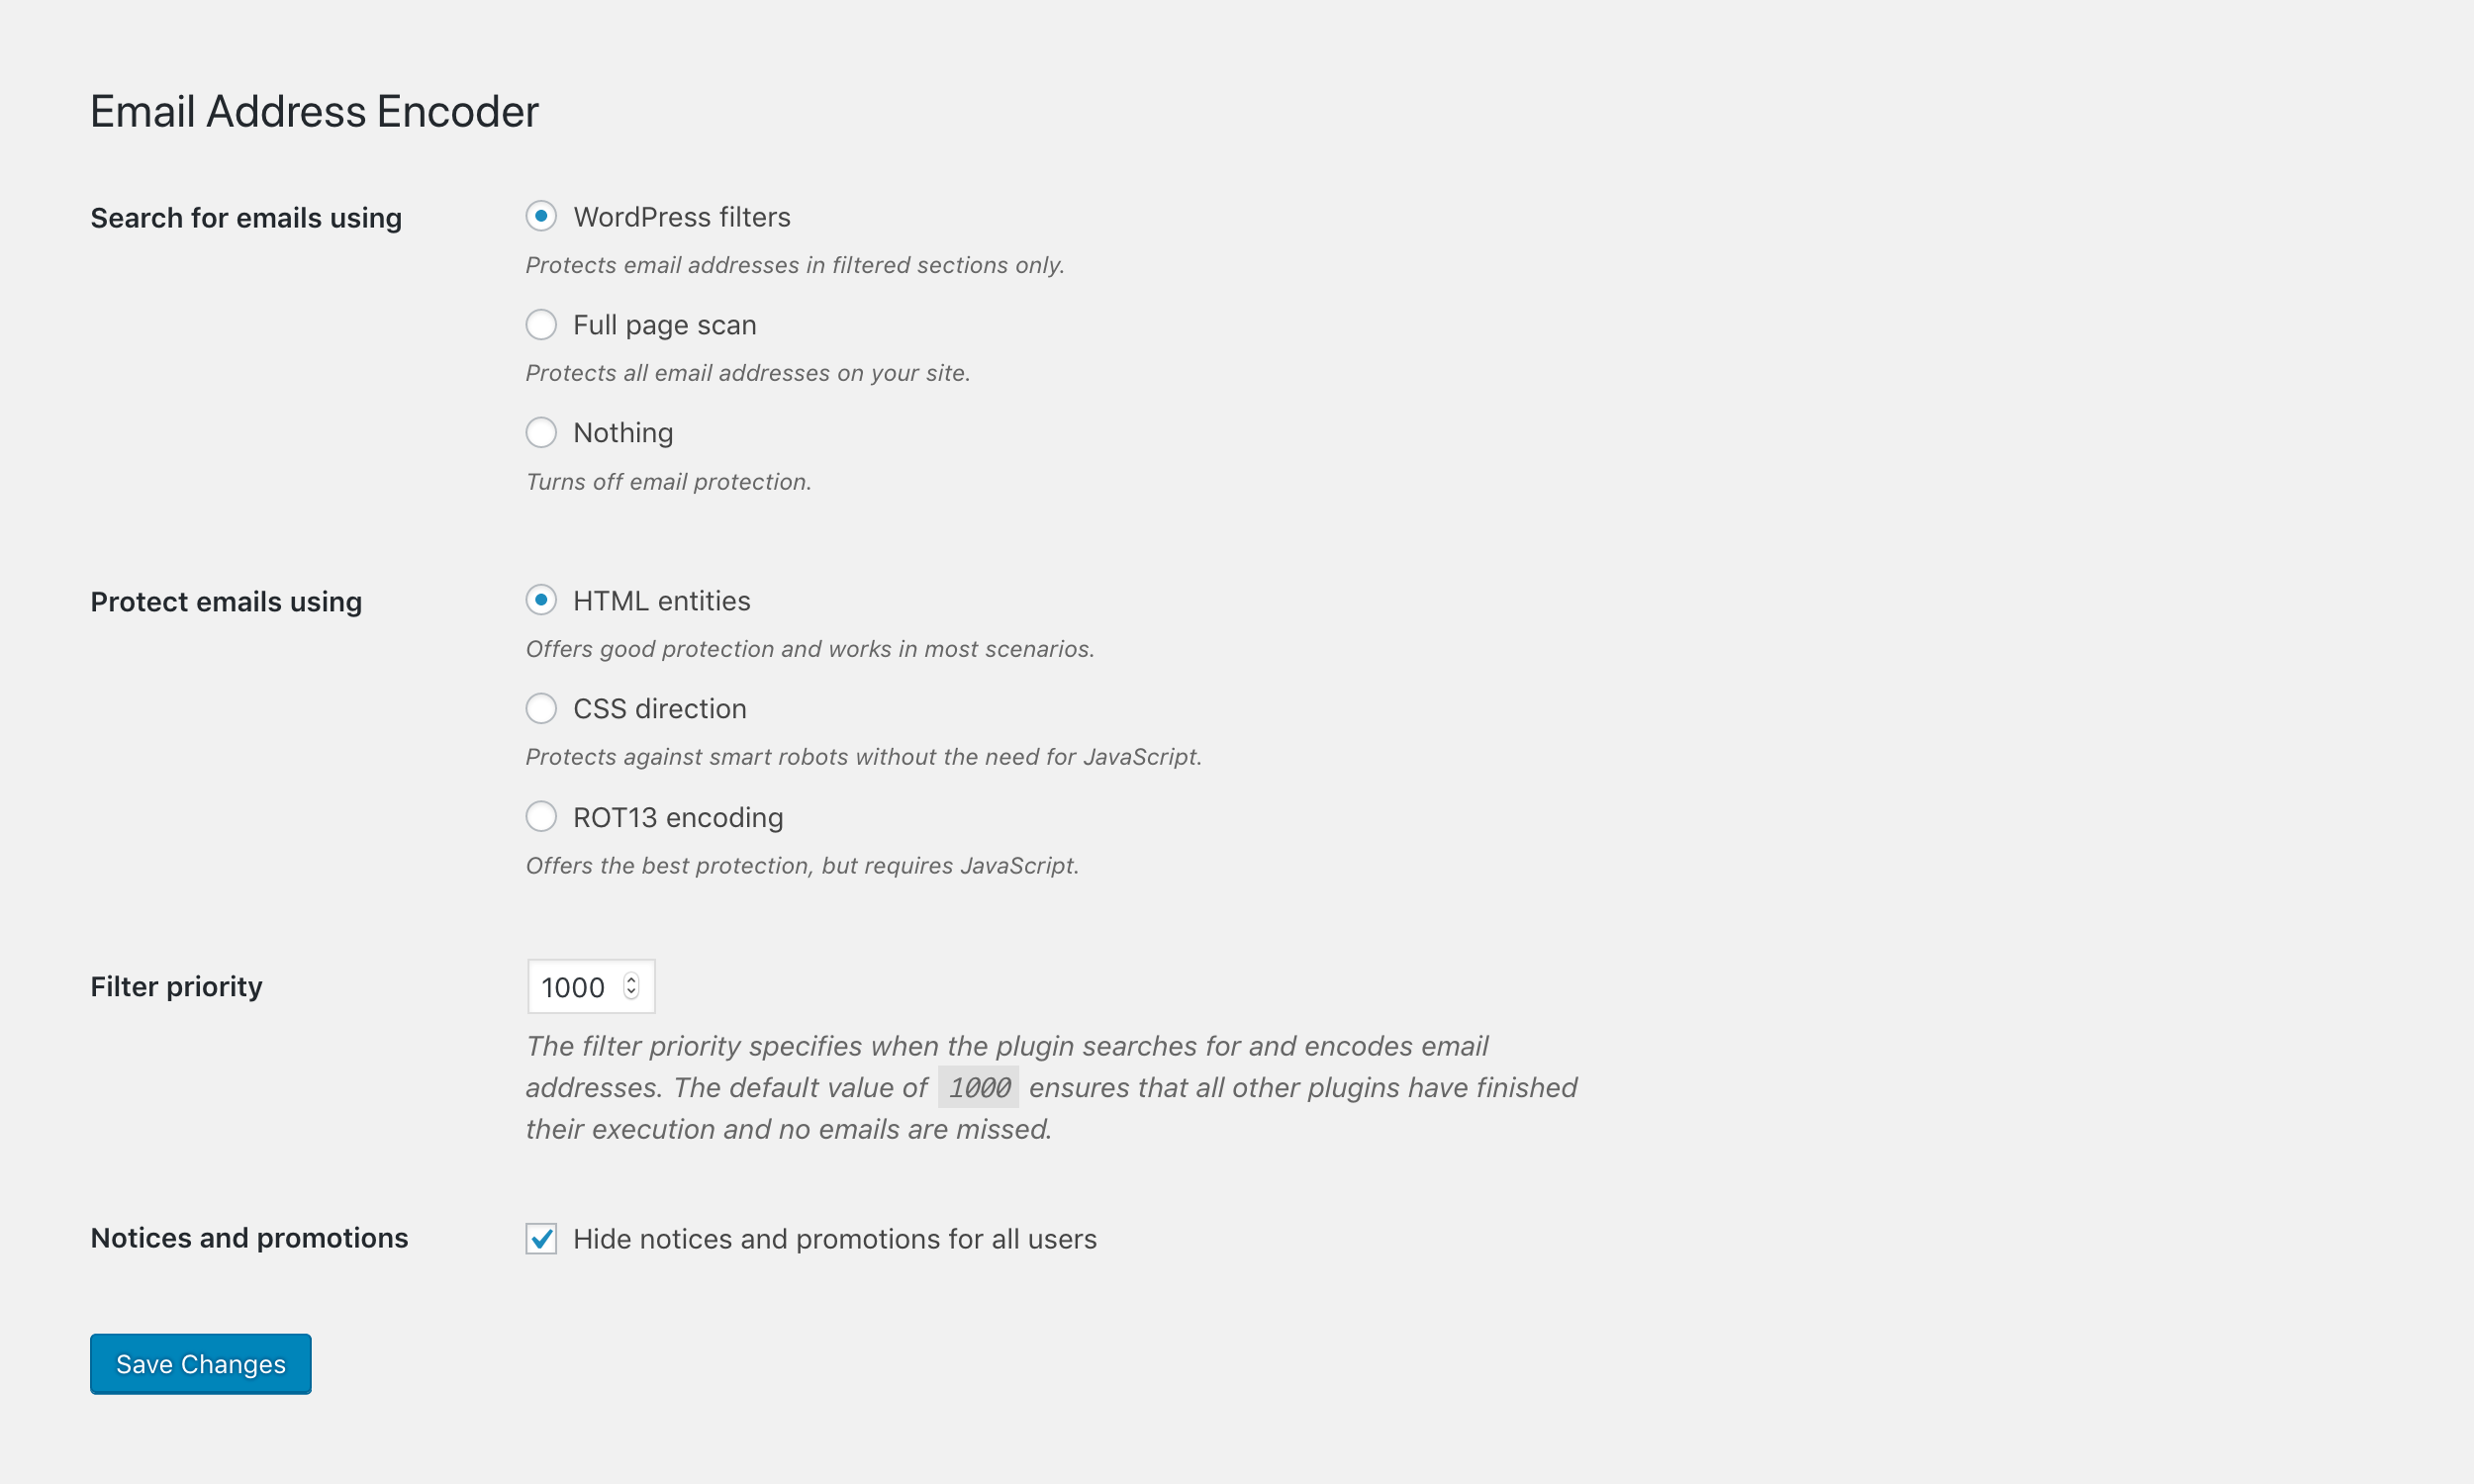 Email Address Encoder
Search for emails using
WordPress filters
Protects email addresses in filtered sections only.
Full page scan
Protects all email addresses on your site.
Nothing
Turns off email protection.
Protect emails using
HTML entities
Offers good protection and works in most scenarios.
CSS direction
Protects against smart robots without the need for JavaScript.
ROT13 encoding
Offers the best protection, but requires JavaScript.
Filter priority
1000
The filter priority specifies when the plugin searches for and encodes email
addresses. The default value of 1000 ensures that all other plugins have finished
their execution and no emails are missed.
Notices and promotions
Hide notices and promotions for all users
Save Changes